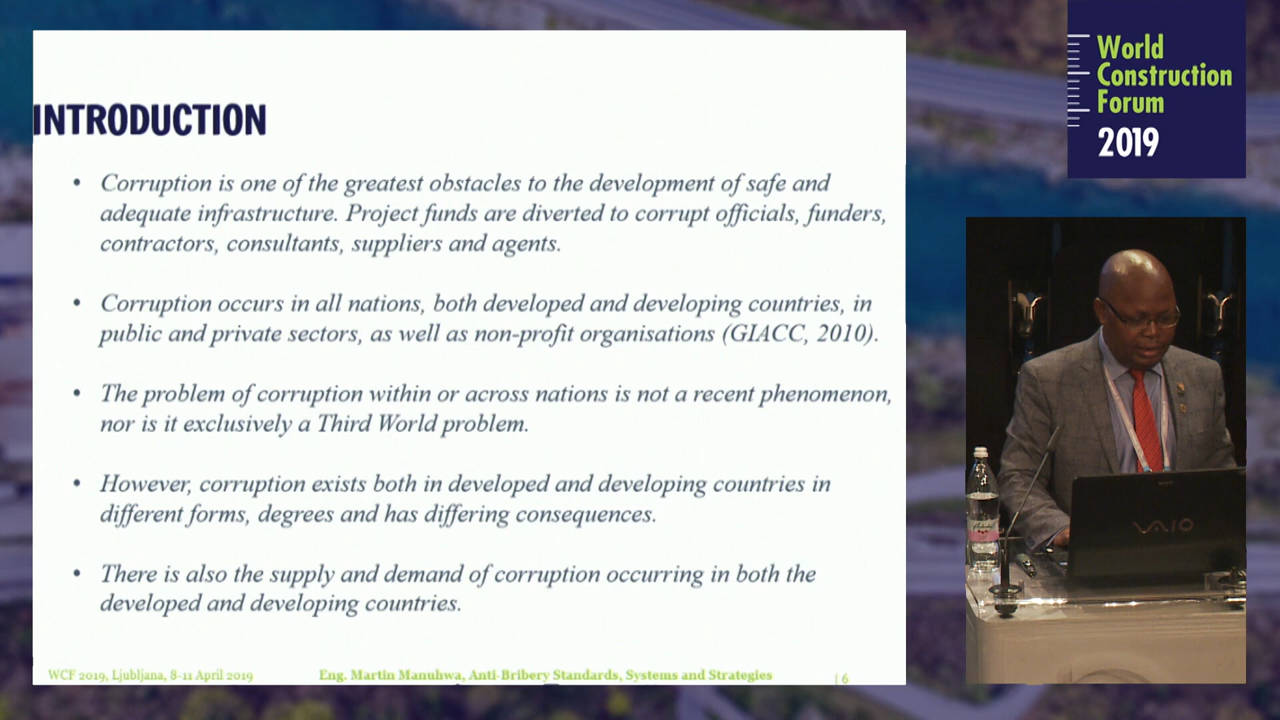 INTRODUCTION
• Corruption is one of the greatest obstacles to the development of safe and
adequate infrastructure. Project funds are diverted to corrupt officials, funders,
contractors, consultants, suppliers and agents.
• Corruption occurs in all nations, both developed and developing countries, in
public and private sectors, as well as non-profit organisations (GIACC, 2010).
• The problem of corruption within or across nations is not a recent phenomenon,
nor is it exclusively a Third World problem.
• However, corruption exists both in developed and developing countries in
different forms, degrees and has differing consequences.
• There is also the supply and demand of corruption occurring in both the
developed and developing countries.
WCF 2019, Ljubljana, 8-11 April 2019
Eng. Martin Manuhwa, Anti-Bribery Standards, Systems and Strategies
| 6
World
Construction
Forum
2019
VAIO